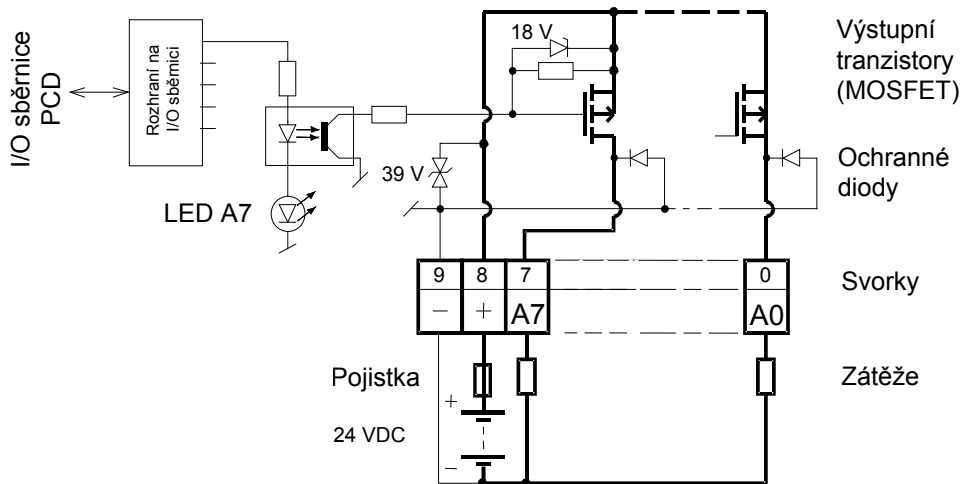 I/O sběrnice
PCD
Rozhraní na
I/O sběrnici
18 V
Výstupní
tranzistory
(MOSFET)
39 V
Ochranné
diody
LED A7
9
8
7
0
–
+
A7
A0
Svorky
Pojistka
Zátěže
+
24 VDC
–